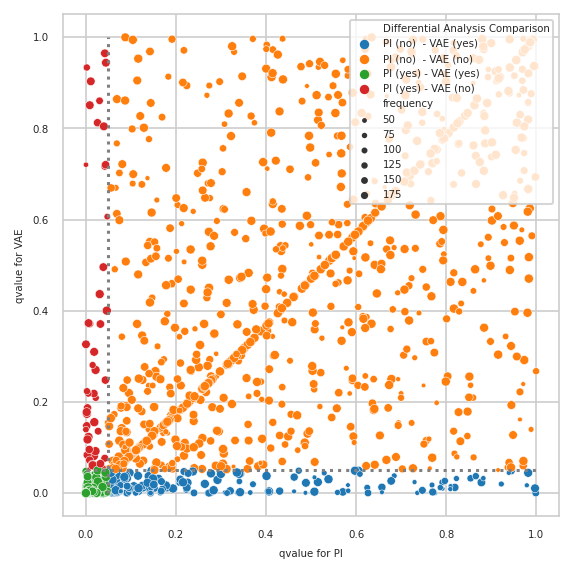 Differential Analysis Comparison
PI (no)  - VAE (yes)
PI (no)  - VAE (no)
PI (yes) - VAE (yes)
PI (yes) - VAE (no)
frequency
50
75
100
125
150
175
1.0
0.8
0.6
0.4
0.2
0.0
qvalue for VAE
0.0 0.2 0.4 0.6 0.8 1.0
qvalue for PI